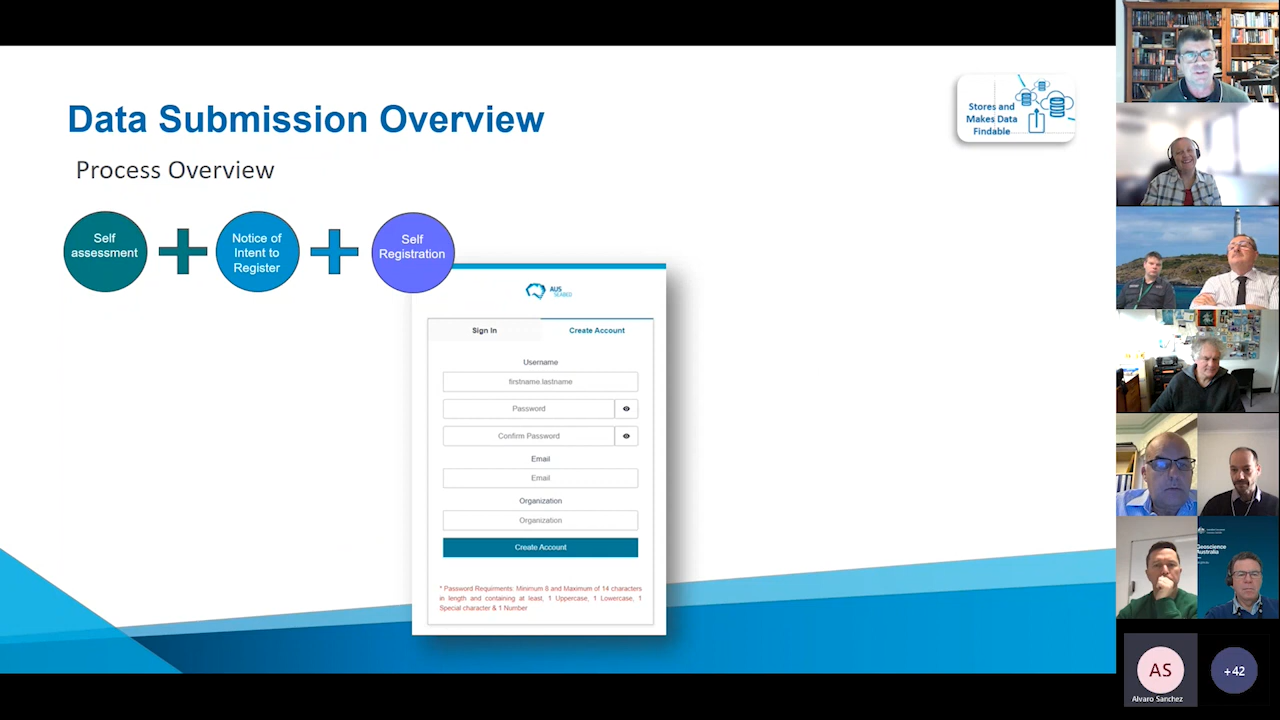 Data Submission Overview
Process Overview
Stores and
Makes Data
Findable
Self
assessment
Notice of
Intent to
Register
Self
Registration
AUS
SEABED
Sign In
Create Account
Username
firstname.lastname
Password
Confirm Password
Email
Email
Organization
Organization
Create Account
* Password Requirments: Minimum 8 and Maximum of 14 characters
in length and containing at least, 1 Uppercase, 1 Lowercase, 1
Special character & 1 Number
Geoscience
Australia
AS
Alvaro Sanchez
+42